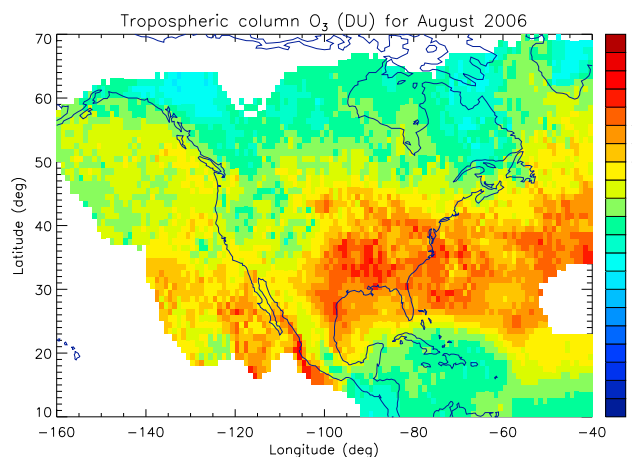 Tropospheric column O₃ (DU) for August 2006
Latitude (deg)
70
60
50
40
30
20
10
-160 -140 -120 -100 -80 -60 -40
Longitude (deg)